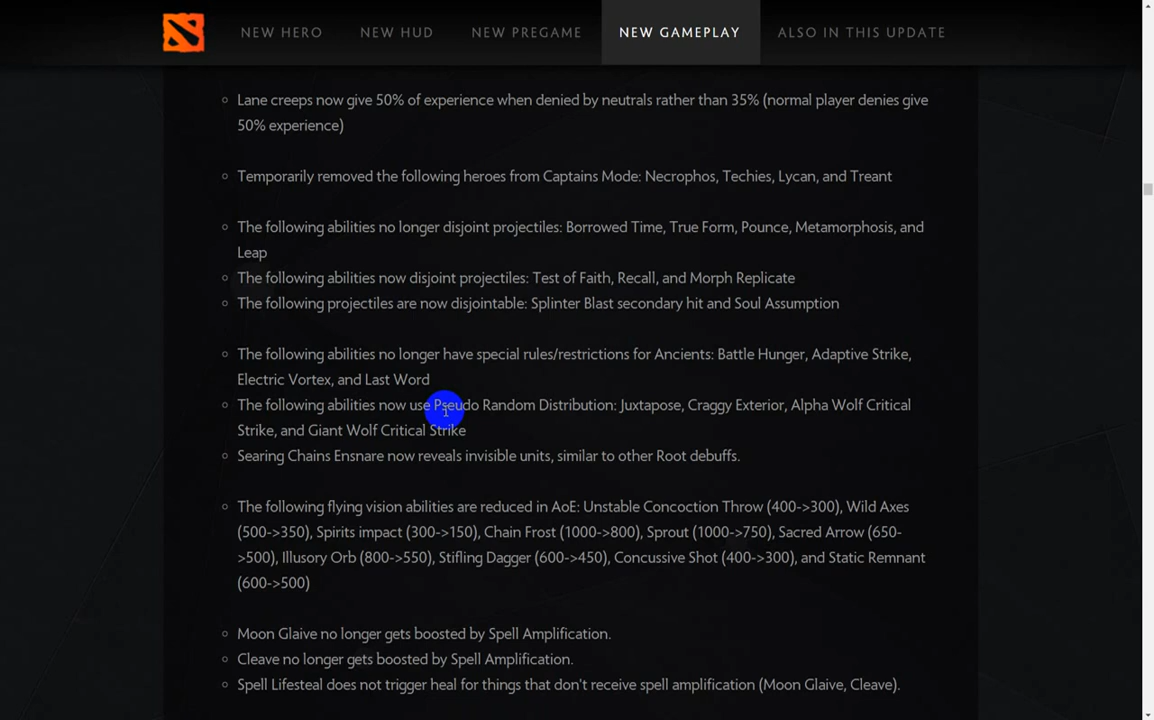 NEW HERO NEW HUD NEW PREGAME NEW GAMEPLAY ALSO IN THIS UPDATE
Lane creeps now give 50% of experience when denied by neutrals rather than 35% (normal player denies give
50% experience)
Temporarily removed the following heroes from Captains Mode: Necrophos, Techies, Lycan, and Treant
The following abilities no longer disjoint projectiles: Borrowed Time, True Form, Pounce, Metamorphosis, and
Leap
The following abilities now disjoint projectiles: Test of Faith, Recall, and Morph Replicate
The following projectiles are now disjointable: Splinter Blast secondary hit and Soul Assumption
The following abilities no longer have special rules/restrictions for Ancients: Battle Hunger, Adaptive Strike,
Electric Vortex, and Last Word
The following abilities now use Pseudo Random Distribution: Juxtapose, Craggy Exterior, Alpha Wolf Critical
Strike, and Giant Wolf Critical Strike
Searing Chains Ensnare now reveals invisible units, similar to other Root debuffs.
The following flying vision abilities are reduced in AoE: Unstable Concoction Throw (400->300), Wild Axes
(500->350), Spirits impact (300->150), Chain Frost (1000->800), Sprout (1000->750), Sacred Arrow (650-
>500), Illusory Orb (800->550), Stifling Dagger (600->450), Concussive Shot (400->300), and Static Remnant
(600->500)
Moon Glaive no longer gets boosted by Spell Amplification.
Cleave no longer gets boosted by Spell Amplification.
Spell Lifesteal does not trigger heal for things that don't receive spell amplification (Moon Glaive, Cleave).